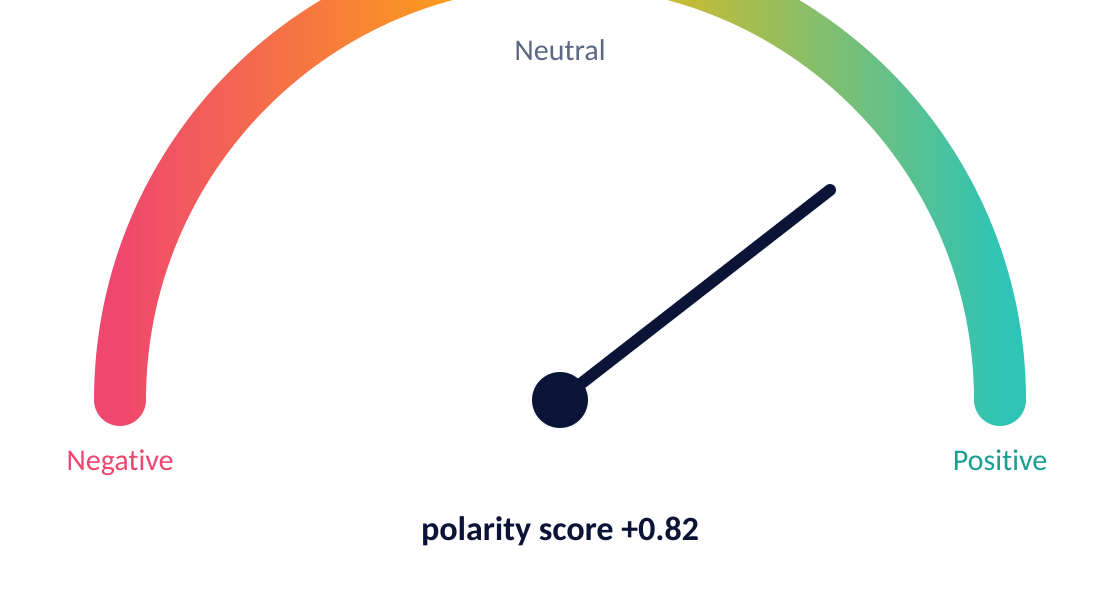 Neutral
Negative
Positive
polarity score +0.82